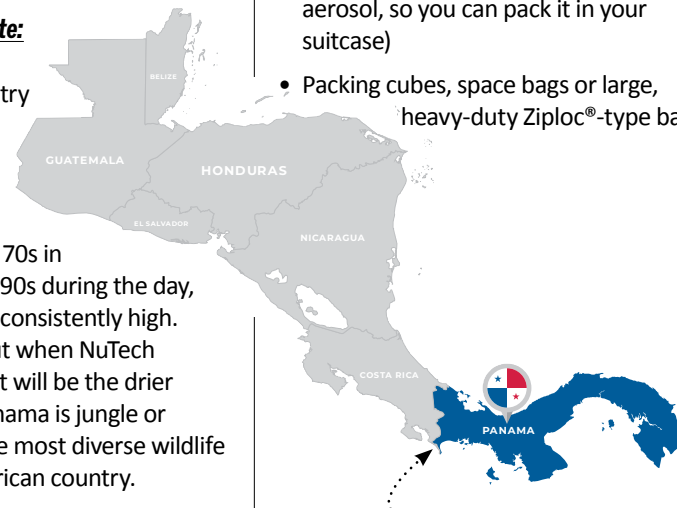 te:
try
70s in
90s during the day,
consistently high.
t when NuTech
t will be the drier
nama is jungle or
e most diverse wildlife
rican country.
aerosol, so you can pack it in your
suitcase)
• Packing cubes, space bags or large,
heavy-duty Ziploc®-type ba
BELIZE
GUATEMALA
HONDURAS
EL SALVADOR
NICARAGUA
COSTA RICA
PANAMA